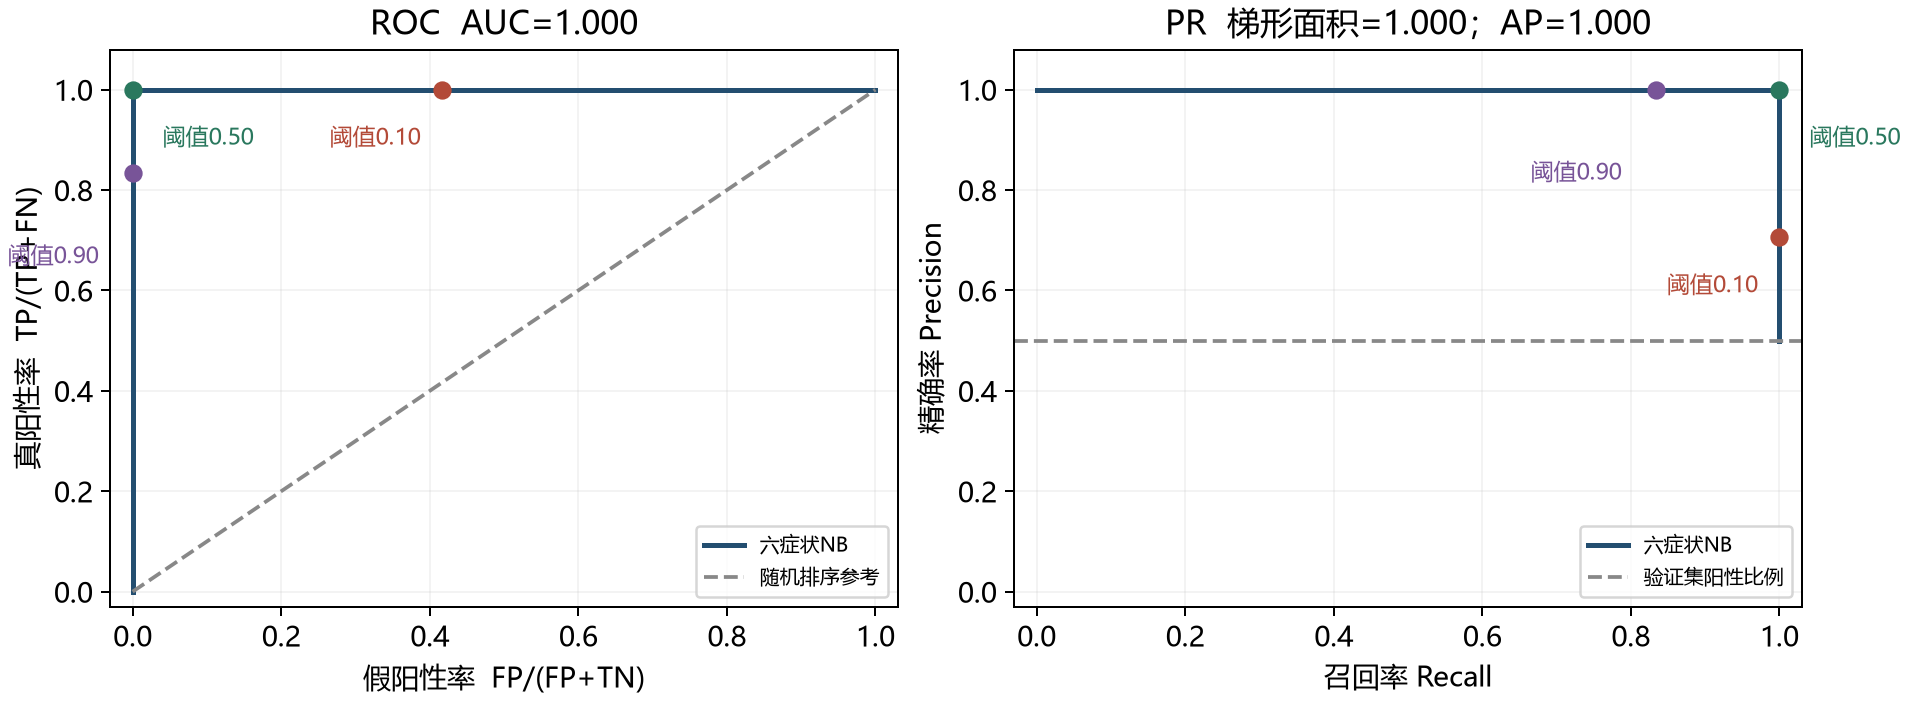 ROC  AUC=1.000
真阳性率  TP/(TP+FN)
1.0
0.8
0.6
0.4
0.2
0.0
阈值0.50
阈值0.10
阈值0.90
六症状NB
随机排序参考
0.0 0.2 0.4 0.6 0.8 1.0
假阳性率  FP/(FP+TN)
PR  梯形面积=1.000；AP=1.000
精确率 Precision
1.0
0.8
0.6
0.4
0.2
0.0
阈值0.50
阈值0.90
阈值0.10
六症状NB
验证集阳性比例
0.0 0.2 0.4 0.6 0.8 1.0
召回率 Recall